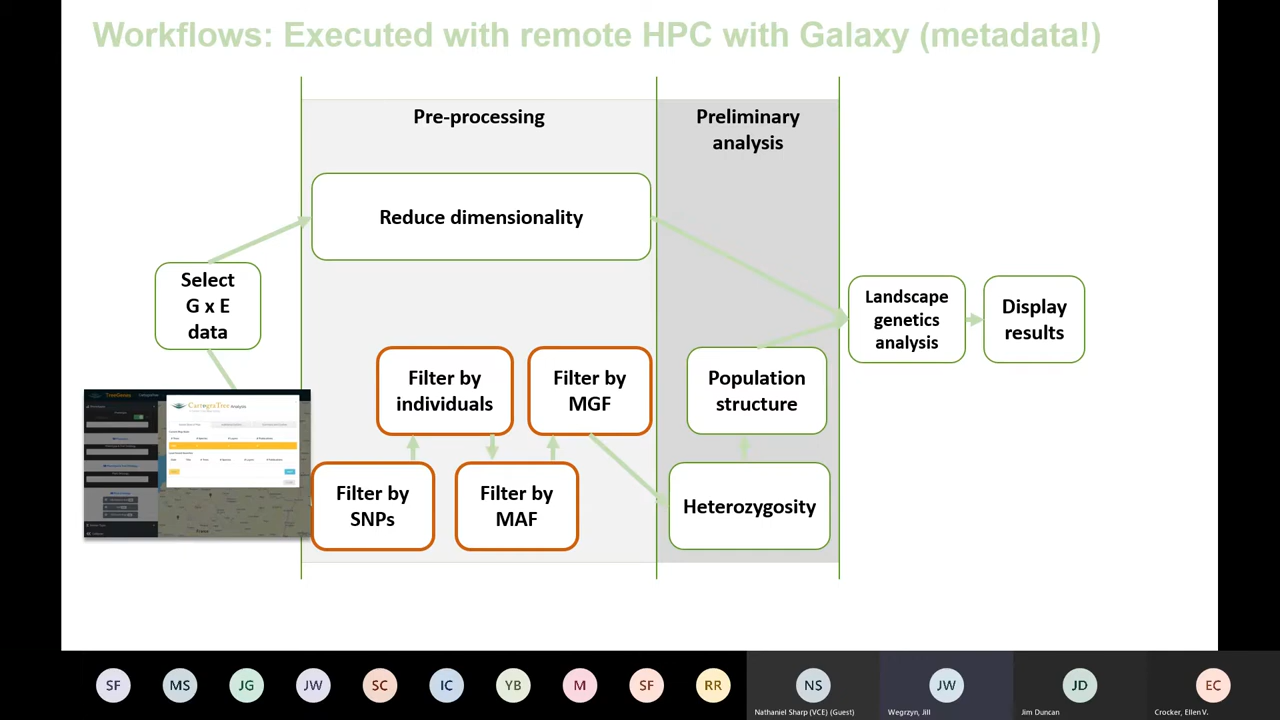 Workflows: Executed with remote HPC with Galaxy (metadata!)
Pre-processing
Preliminary
analysis
Reduce dimensionality
Select
G x E
data
Landscape
genetics
analysis
Display
results
Filter by
individuals
Filter by
MGF
Population
structure
Filter by
SNPs
Filter by
MAF
Heterozygosity
TreeGenes
CartograTree Analysis
SF
MS
JG
JW
SC
IC
YB
M
SF
RR
NS
JW
JD
EC
Nathaniel Sharp (VCE) (Guest)
Wegrzyn, Jill
Jim Duncan
Crocker, Ellen V.